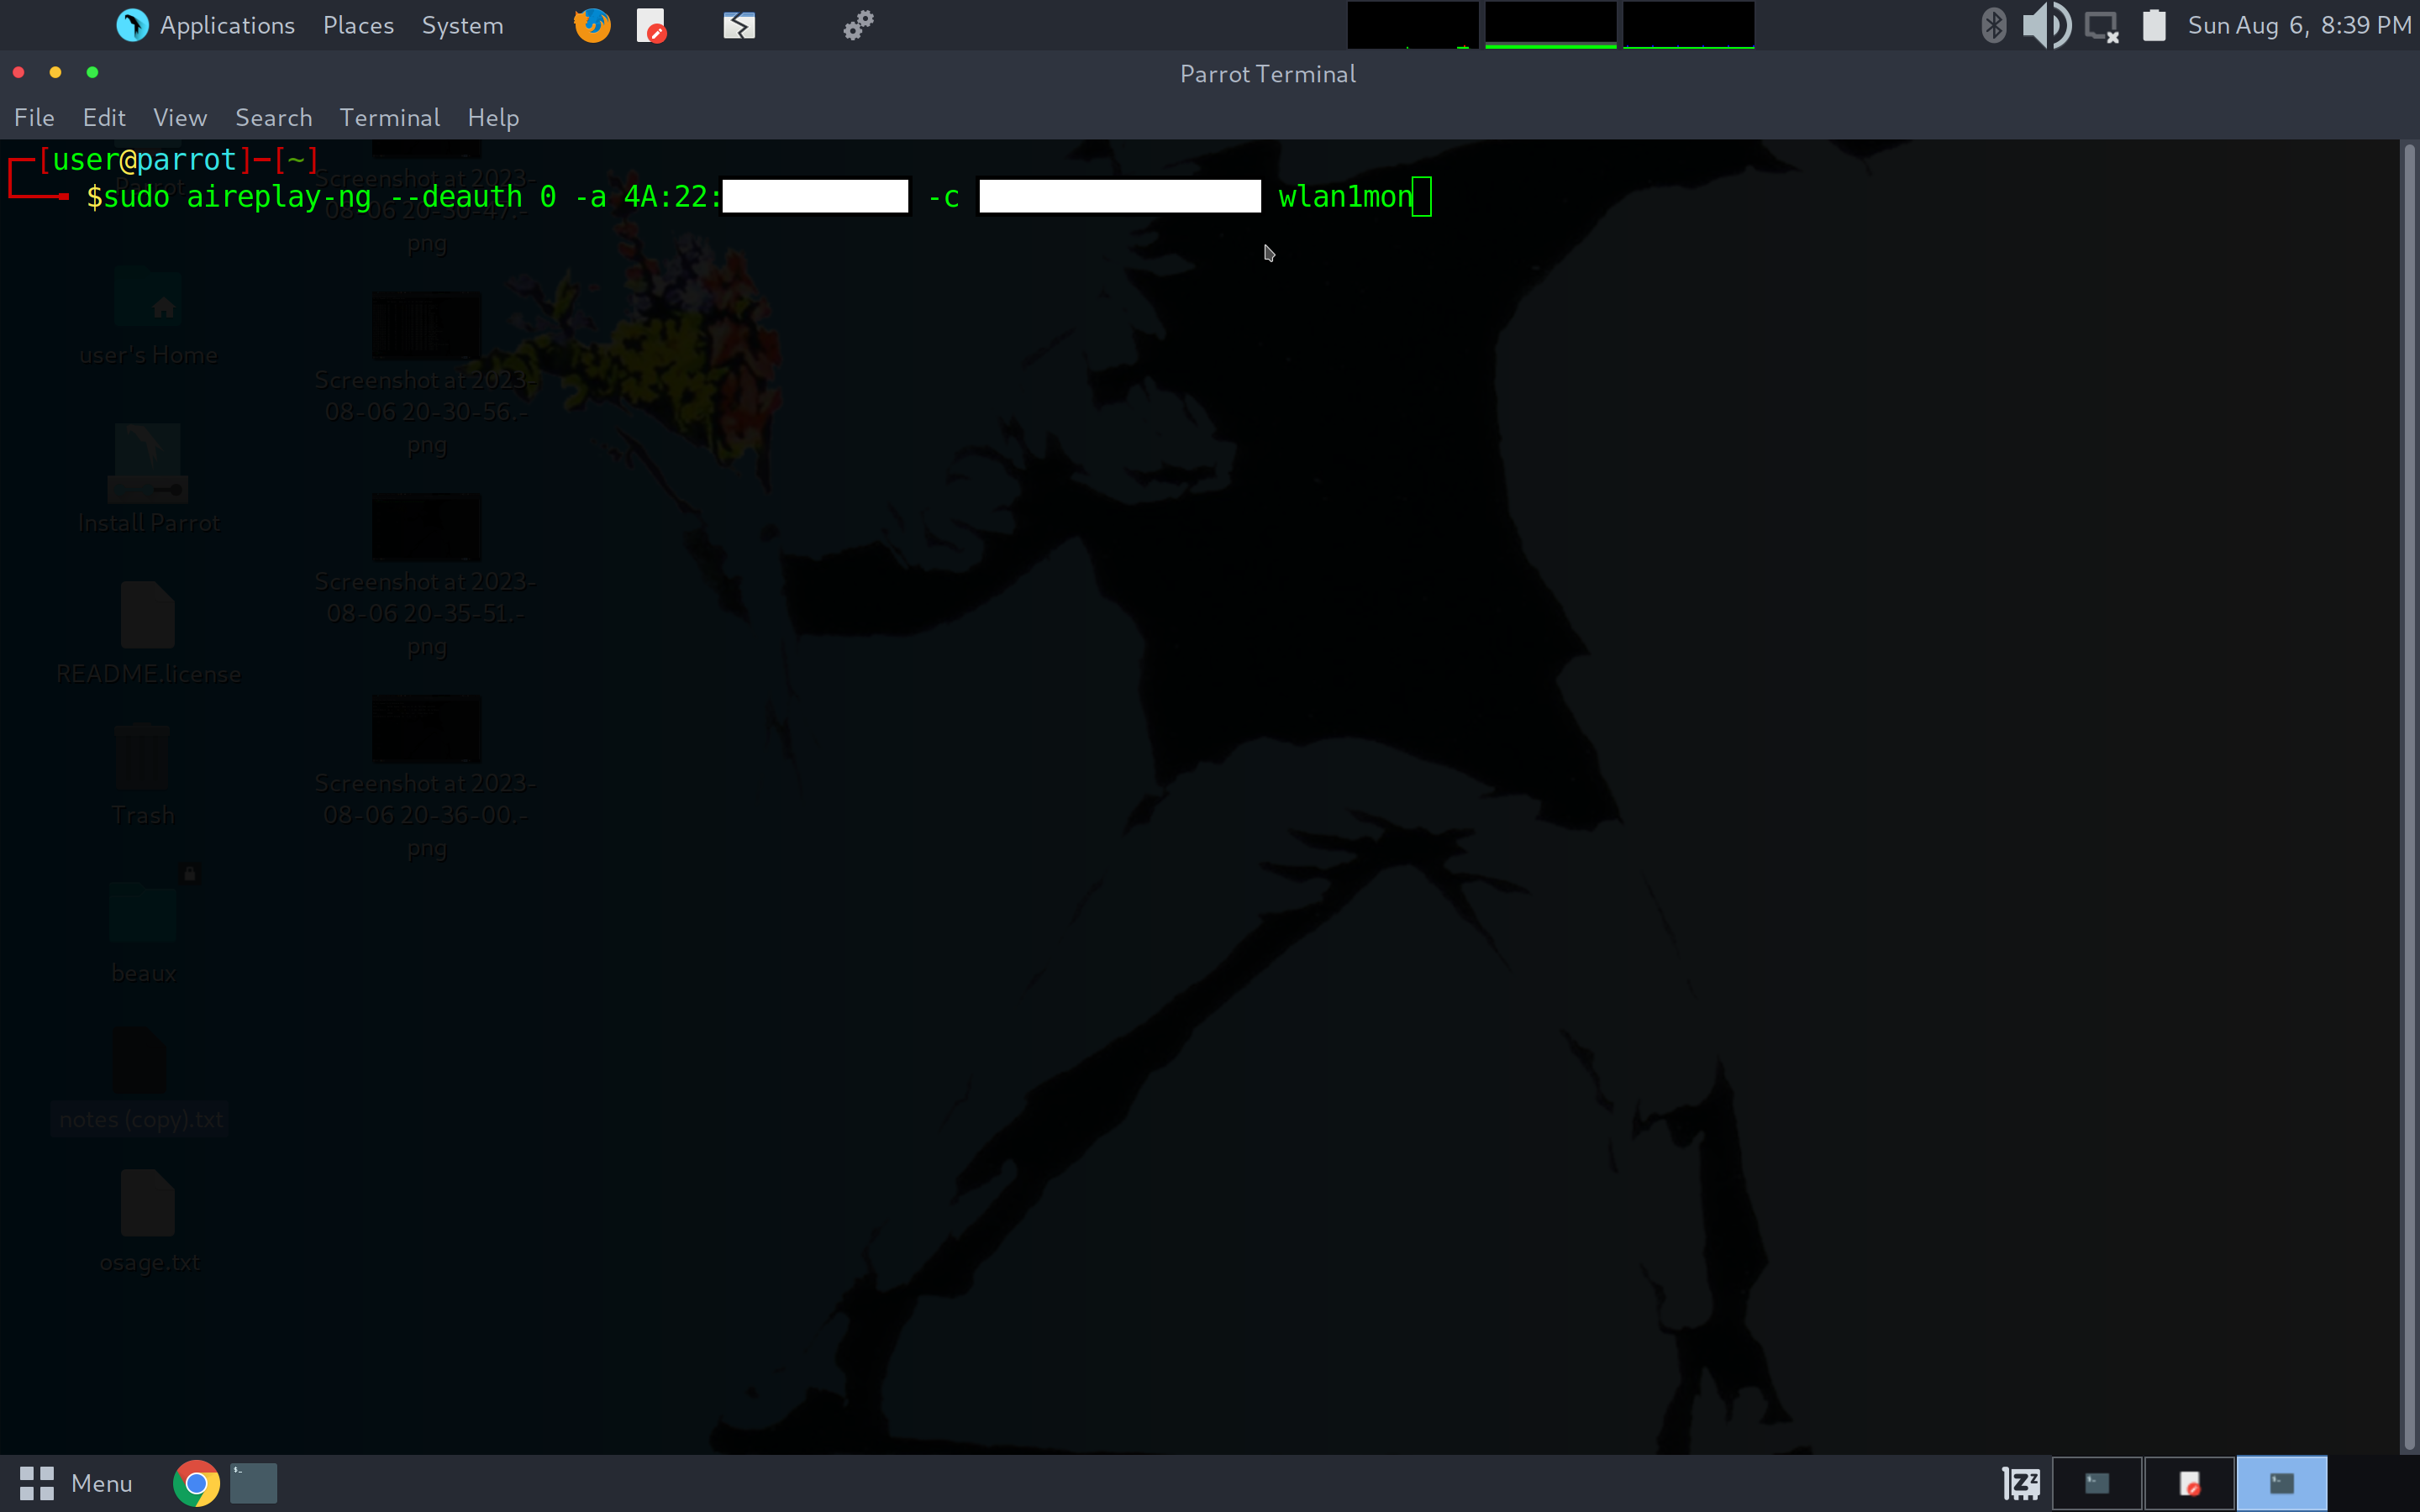 Applications Places System
Sun Aug 6, 8:39 PM
Parrot Terminal
File Edit View Search Terminal Help
[user@parrot]─[~]
$sudo aireplay-ng --deauth 0 -a 4A:22: -c wlan1mon
Parrot
user's Home
Install Parrot
README.license
Trash
beaux
notes (copy).txt
osage.txt
Screenshot at 2023-
08-06 20-30-47.-
png
Screenshot at 2023-
08-06 20-30-56.-
png
Screenshot at 2023-
08-06 20-35-51.-
png
Screenshot at 2023-
08-06 20-36-00.-
png
Menu